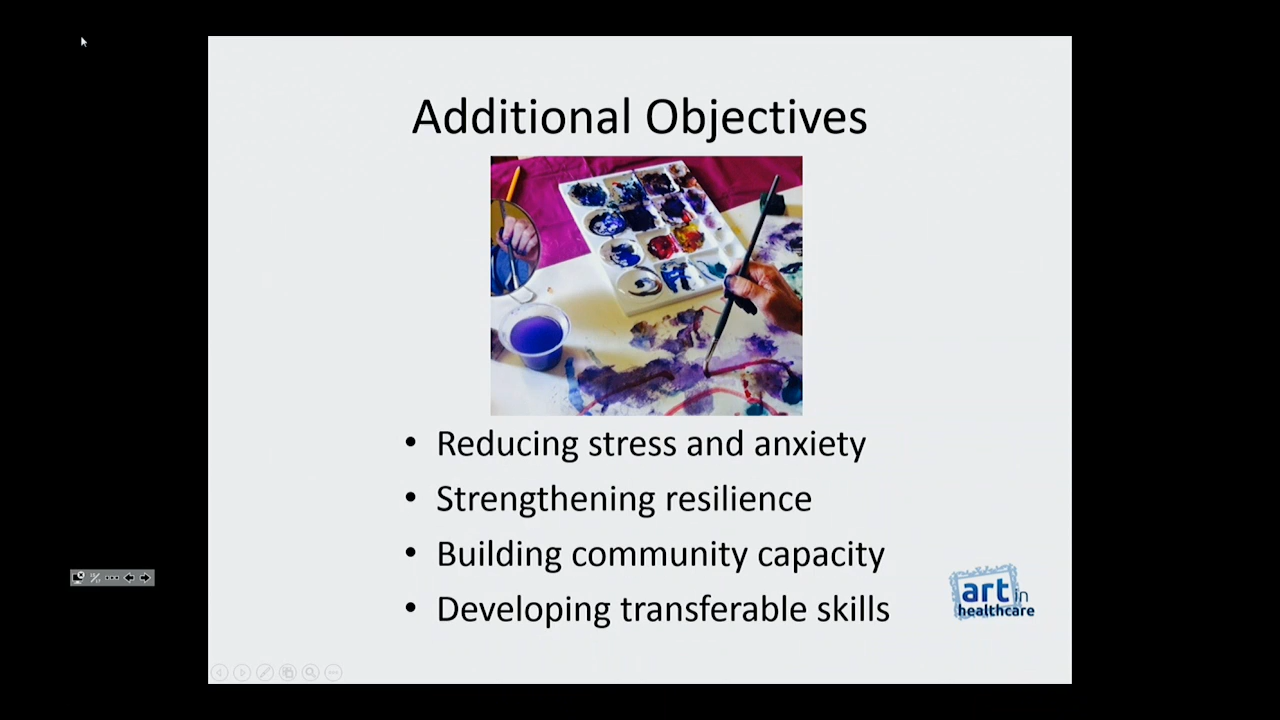 Additional Objectives
• Reducing stress and anxiety
• Strengthening resilience
• Building community capacity
• Developing transferable skills
art in
healthcare